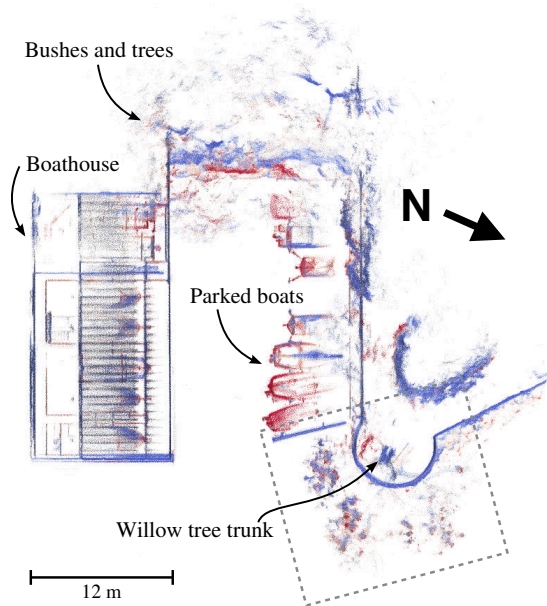 Bushes and trees
Boathouse
N
Parked boats
Willow tree trunk
12 m